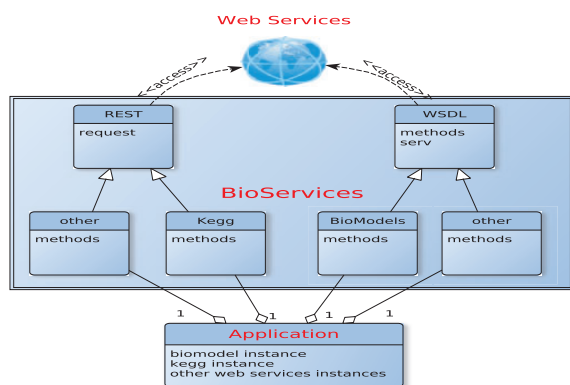 Web Services
<<access>>
<<access>>
REST
request
WSDL
methods
serv
BioServices
other
methods
Kegg
methods
BioModels
methods
other
methods
1
1
1
1
Application
biomodel instance
kegg instance
other web services instances